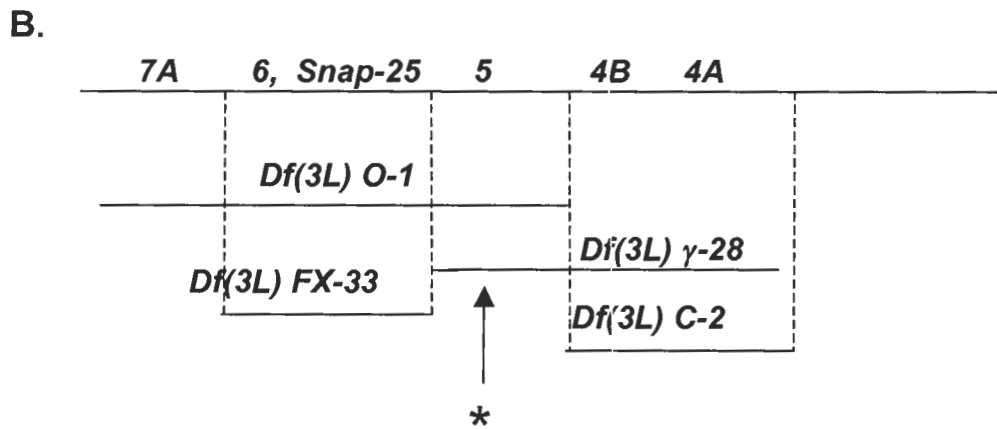 B.
7A 6, Snap-25 5 4B 4A
Df(3L) O-1
Df(3L) γ-28
Df(3L) FX-33
Df(3L) C-2
*